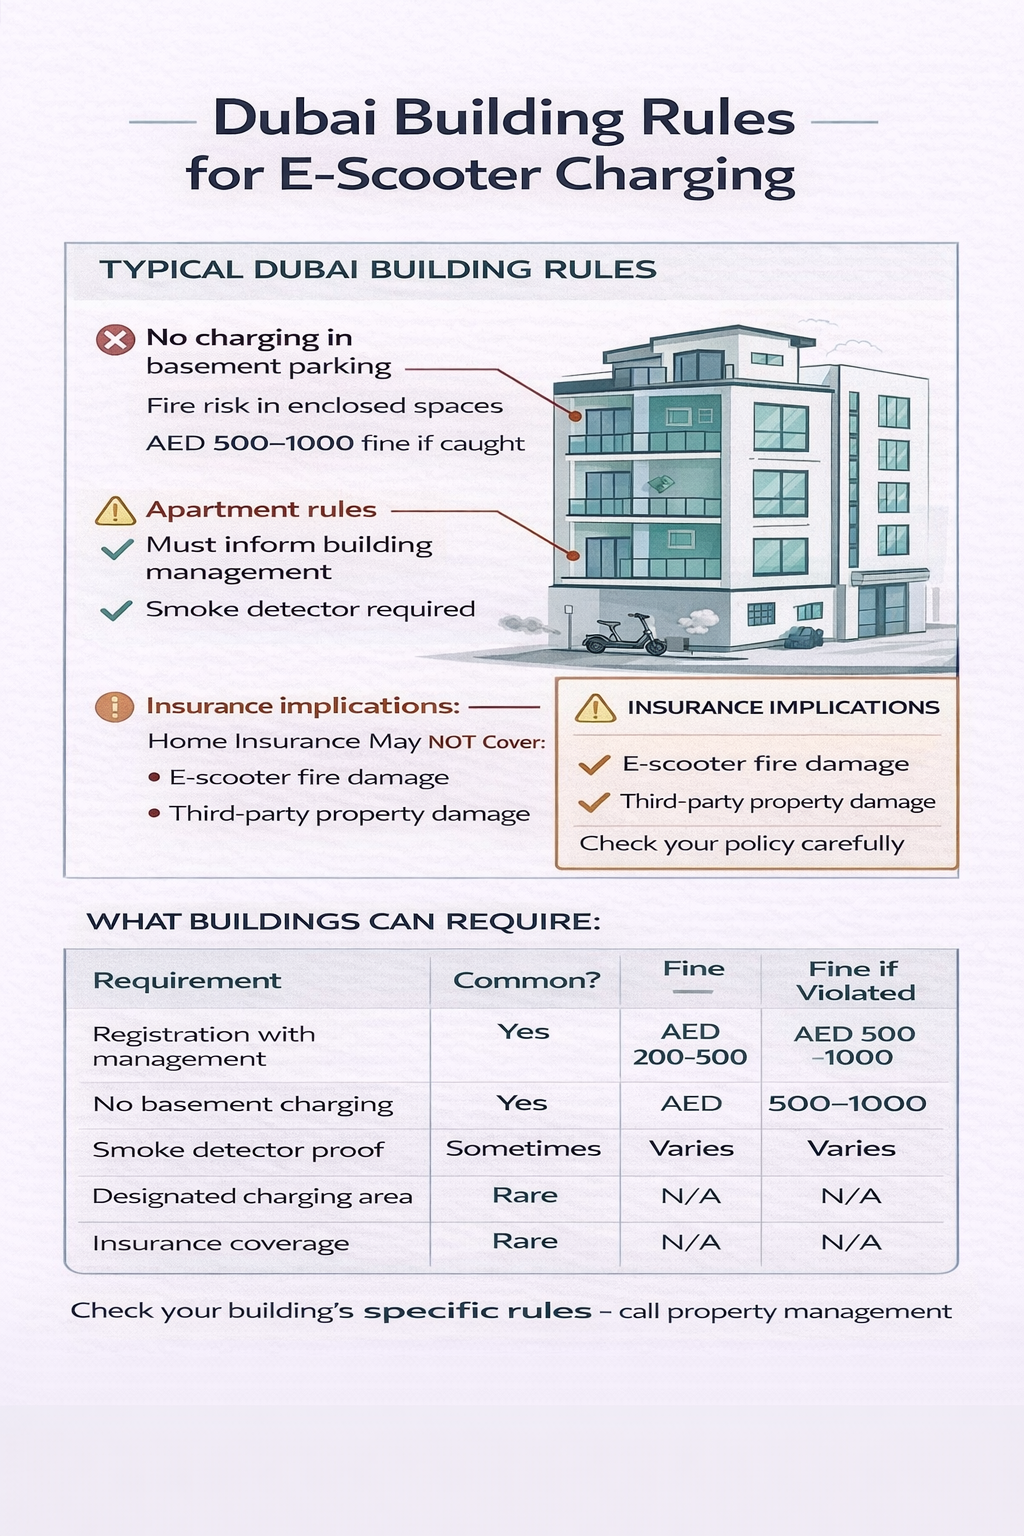 Dubai Building Rules
for E-Scooter Charging
TYPICAL DUBAI BUILDING RULES
No charging in
basement parking
Fire risk in enclosed spaces
AED 500–1000 fine if caught
Apartment rules
Must inform building
management
Smoke detector required
Insurance implications:
Home Insurance May NOT Cover:
• E-scooter fire damage
• Third-party property damage
INSURANCE IMPLICATIONS
E-scooter fire damage
Third-party property damage
Check your policy carefully
WHAT BUILDINGS CAN REQUIRE:
Requirement Common? Fine Fine if
Violated
Registration with
management Yes AED
200-500 AED 500
-1000
No basement charging Yes AED 500–1000
Smoke detector proof Sometimes Varies Varies
Designated charging area Rare N/A N/A
Insurance coverage Rare N/A N/A
Check your building's specific rules – call property management